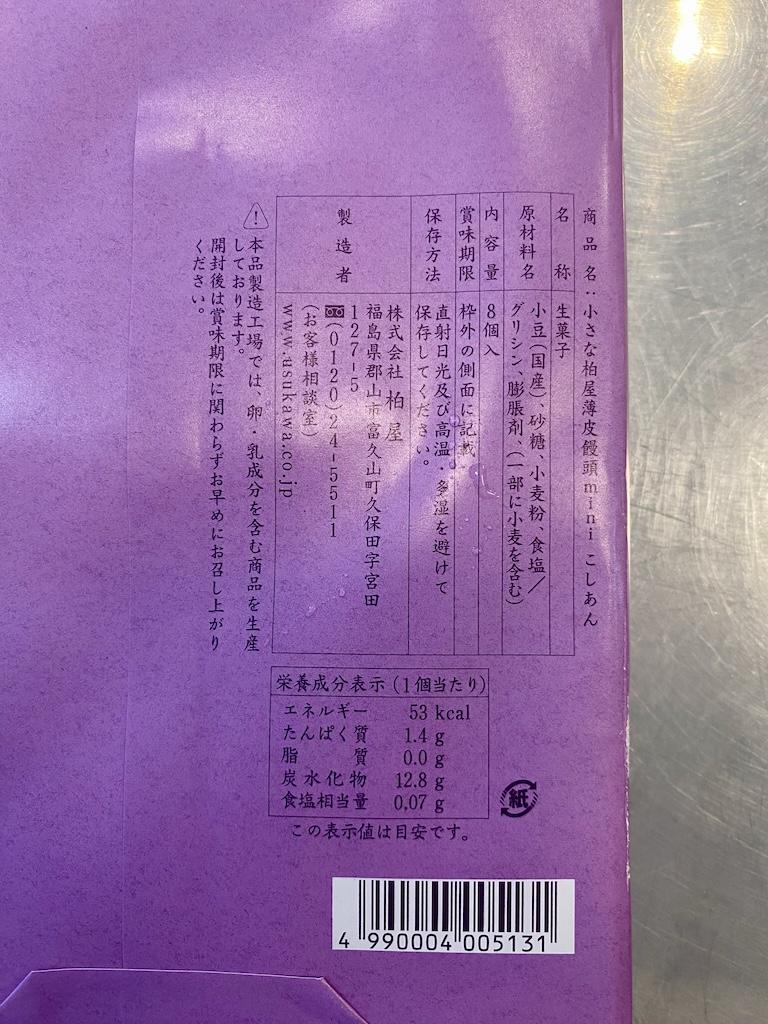 商品名:小さな柏屋薄皮饅頭mini こしあん
名称 生菓子
原材料名 小豆(国産)、砂糖、小麦粉、食塩/
グリシン、膨脹剤、(一部に小麦を含む)
内容量 8個入
賞味期限 枠外の側面に記載
保存方法 直射日光及び高温・多湿を避けて
保存してください。
製造者 株式会社 柏屋
福島県郡山市富久山町久保田字宮田
127-5
(0120)24-5511
(お客様相談室)
www.usukawa.co.jp
本品製造工場では、卵・乳成分を含む商品を生産
しております。
開封後は賞味期限に関わらずお早めにお召し上がり
ください。
栄養成分表示(1個当たり)
エネルギー 53 kcal
たんぱく質 1.4 g
脂質 0.0 g
炭水化物 12.8 g
食塩相当量 0.07 g
この表示値は目安です。
紙
4 990004 005131